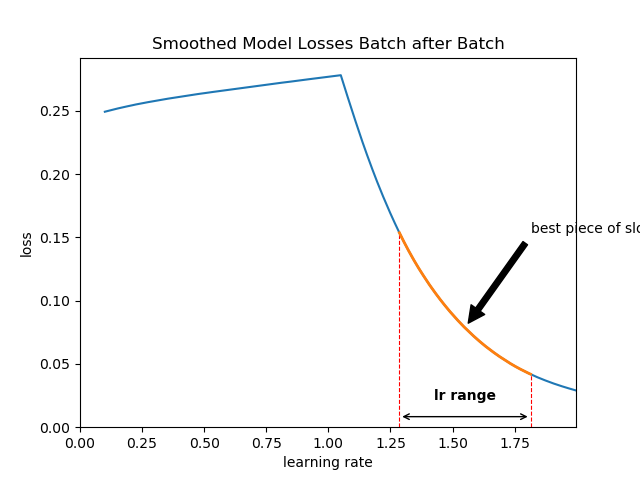 Smoothed Model Losses Batch after Batch
loss
0.25
0.20
0.15
0.10
0.05
0.00
best piece of
lr range
0.00 0.25 0.50 0.75 1.00 1.25 1.50 1.75
learning rate